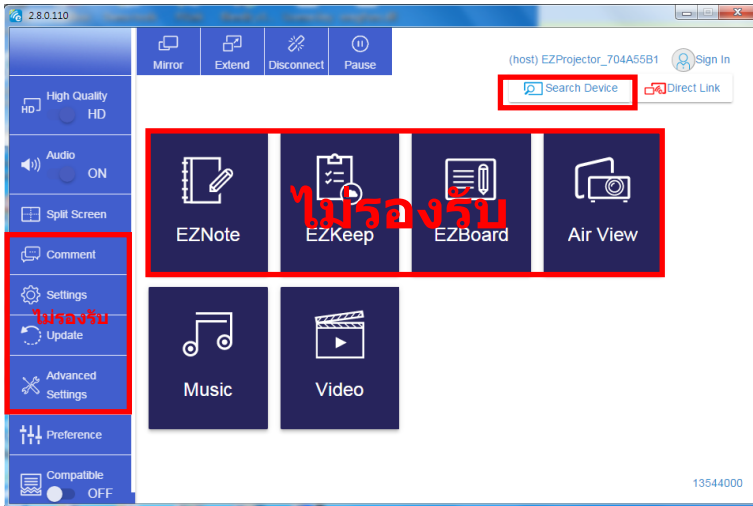 2.8.0.110
Mirror
Extend
Disconnect
Pause
(host) EZProjector_704A55B1
Sign In
Search Device
Direct Link
High Quality
HD
HD
Audio
ON
Split Screen
Comment
Settings
ไม่รองรับ
Update
Advanced
Settings
Preference
Compatible
OFF
ไม่รองรับ
EZNote
EZKeep
EZBoard
Air View
Music
Video
13544000